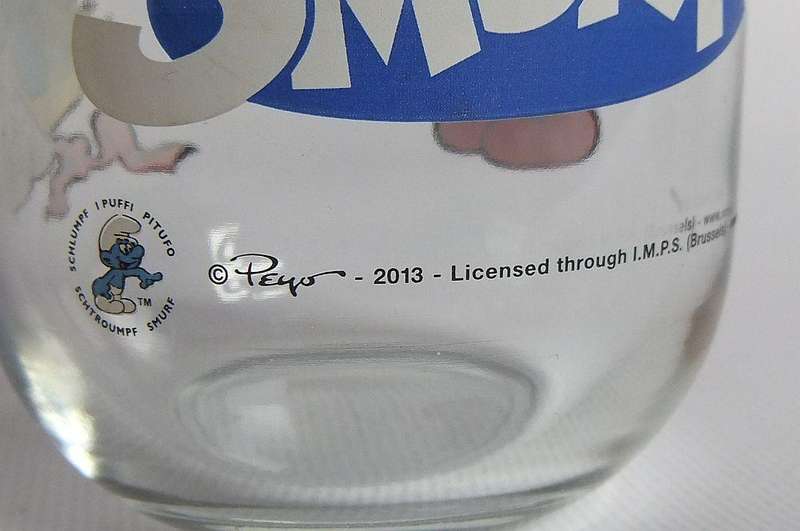 SMURF
SCHLUMPF I PUFFI PITUFO
SCHTROUMPF SMURF
TM
© Peyo - 2013 - Licensed through I.M.P.S. (Brussels)